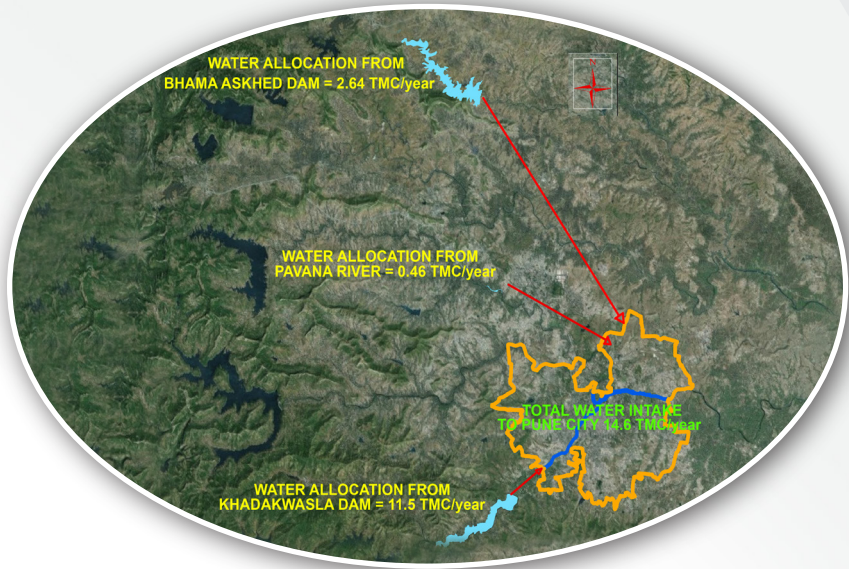 WATER ALLOCATION FROM
BHAMA ASKHED DAM = 2.64 TMC/year
N
WATER ALLOCATION FROM
PAVANA RIVER = 0.46 TMC/year
TOTAL WATER INTAKE
TO PUNE CITY 14.6 TMC/year
WATER ALLOCATION FROM
KHADAKWASLA DAM = 11.5 TMC/year